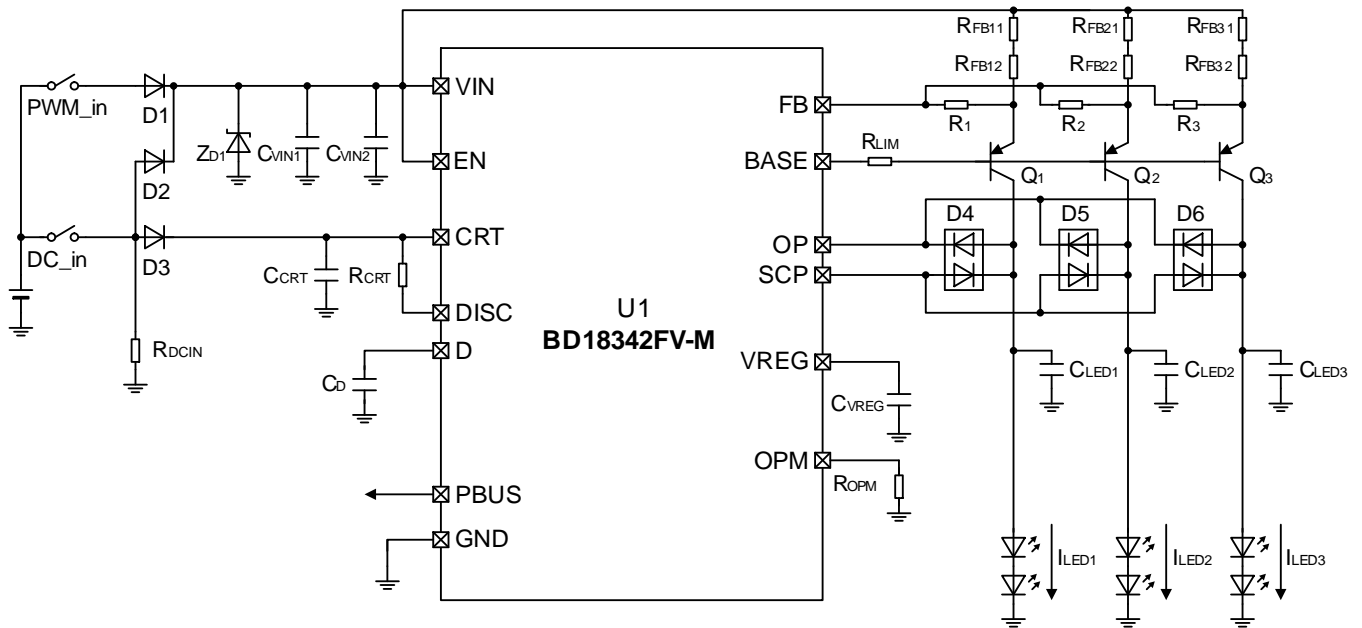 RFB11
RFB21
RFB31
RFB12
RFB22
RFB32
PWM_in
D1
VIN
FB
R1
R2
R3
ZD1
CVIN1
CVIN2
D2
EN
BASE
RLIM
Q1
Q2
Q3
DC_in
D3
CRT
OP
D4
D5
D6
CCRT
RCRT
SCP
DISC
U1
BD18342FV-M
RDCIN
D
VREG
CLED1
CLED2
CLED3
CD
CVREG
OPM
ROPM
PBUS
GND
ILED1
ILED2
ILED3